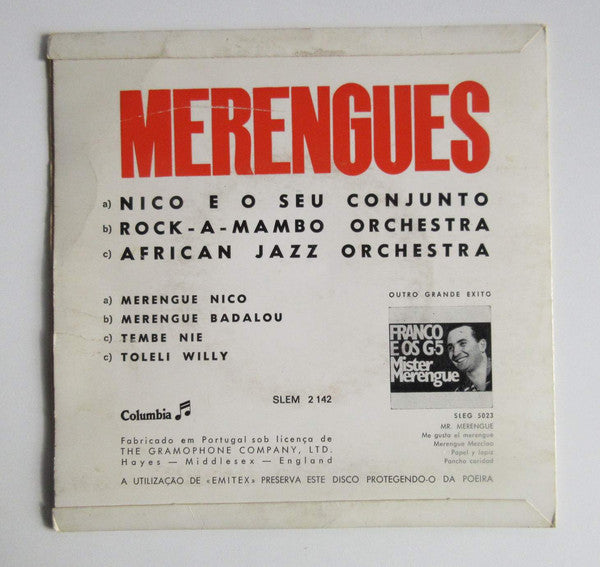 MERENGUES
a) NICO E O SEU CONJUNTO
b) ROCK-A-MAMBO ORCHESTRA
c) AFRICAN JAZZ ORCHESTRA
a) MERENGUE NICO
b) MERENGUE BADALOU
c) TEMBE NIE
c) TOLELI WILLY
OUTRO GRANDE EXITO
FRANCO
E OS G-5
Mister
Merengue
SLEG 5023
MR. MERENGUE
Me gusta el merengue
Merengue Mezclao
Papel y lapiz
Pancho caridad
SLEM 2142
Columbia
Fabricado em Portugal sob licença de
THE GRAMOPHONE COMPANY, LTD.
Hayes — Middlesex — England
A UTILIZAÇÃO DE «EMITEX» PRESERVA ESTE DISCO PROTEGENDO-O DA POEIRA